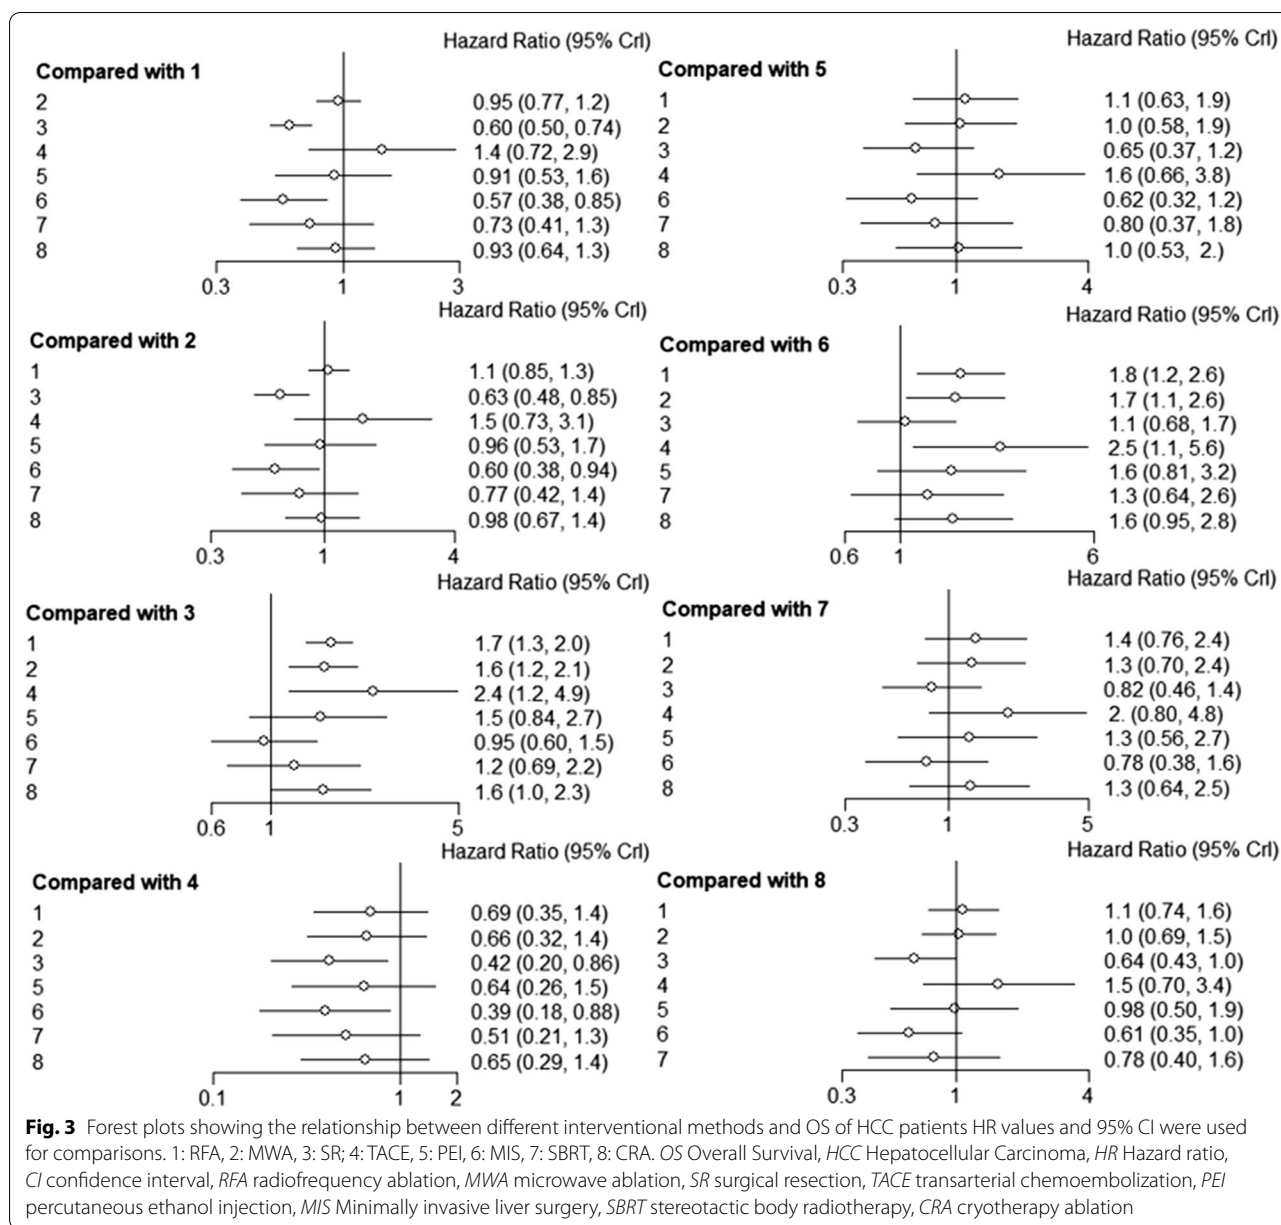 Hazard Ratio (95% Crl)
Compared with 1
2 0.95 (0.77, 1.2)
3 0.60 (0.50, 0.74)
4 1.4 (0.72, 2.9)
5 0.91 (0.53, 1.6)
6 0.57 (0.38, 0.85)
7 0.73 (0.41, 1.3)
8 0.93 (0.64, 1.3)
0.3 1 3
Hazard Ratio (95% Crl)
Compared with 2
1 1.1 (0.85, 1.3)
3 0.63 (0.48, 0.85)
4 1.5 (0.73, 3.1)
5 0.96 (0.53, 1.7)
6 0.60 (0.38, 0.94)
7 0.77 (0.42, 1.4)
8 0.98 (0.67, 1.4)
0.3 1 4
Hazard Ratio (95% Crl)
Compared with 3
1 1.7 (1.3, 2.0)
2 1.6 (1.2, 2.1)
4 2.4 (1.2, 4.9)
5 1.5 (0.84, 2.7)
6 0.95 (0.60, 1.5)
7 1.2 (0.69, 2.2)
8 1.6 (1.0, 2.3)
0.6 1 5
Hazard Ratio (95% Crl)
Compared with 4
1 0.69 (0.35, 1.4)
2 0.66 (0.32, 1.4)
3 0.42 (0.20, 0.86)
5 0.64 (0.26, 1.5)
6 0.39 (0.18, 0.88)
7 0.51 (0.21, 1.3)
8 0.65 (0.29, 1.4)
0.1 1 2
Hazard Ratio (95% Crl)
Compared with 5
1 1.1 (0.63, 1.9)
2 1.0 (0.58, 1.9)
3 0.65 (0.37, 1.2)
4 1.6 (0.66, 3.8)
6 0.62 (0.32, 1.2)
7 0.80 (0.37, 1.8)
8 1.0 (0.53, 2.)
0.3 1 4
Hazard Ratio (95% Crl)
Compared with 6
1 1.8 (1.2, 2.6)
2 1.7 (1.1, 2.6)
3 1.1 (0.68, 1.7)
4 2.5 (1.1, 5.6)
5 1.6 (0.81, 3.2)
7 1.3 (0.64, 2.6)
8 1.6 (0.95, 2.8)
0.6 1 6
Hazard Ratio (95% Crl)
Compared with 7
1 1.4 (0.76, 2.4)
2 1.3 (0.70, 2.4)
3 0.82 (0.46, 1.4)
4 2. (0.80, 4.8)
5 1.3 (0.56, 2.7)
6 0.78 (0.38, 1.6)
8 1.3 (0.64, 2.5)
0.3 1 5
Hazard Ratio (95% Crl)
Compared with 8
1 1.1 (0.74, 1.6)
2 1.0 (0.69, 1.5)
3 0.64 (0.43, 1.0)
4 1.5 (0.70, 3.4)
5 0.98 (0.50, 1.9)
6 0.61 (0.35, 1.0)
7 0.78 (0.40, 1.6)
0.3 1 4
Fig. 3 Forest plots showing the relationship between different interventional methods and OS of HCC patients HR values and 95% CI were used
for comparisons. 1: RFA, 2: MWA, 3: SR; 4: TACE, 5: PEI, 6: MIS, 7: SBRT, 8: CRA. OS Overall Survival, HCC Hepatocellular Carcinoma, HR Hazard ratio,
CI confidence interval, RFA radiofrequency ablation, MWA microwave ablation, SR surgical resection, TACE transarterial chemoembolization, PEI
percutaneous ethanol injection, MIS Minimally invasive liver surgery, SBRT stereotactic body radiotherapy, CRA cryotherapy ablation